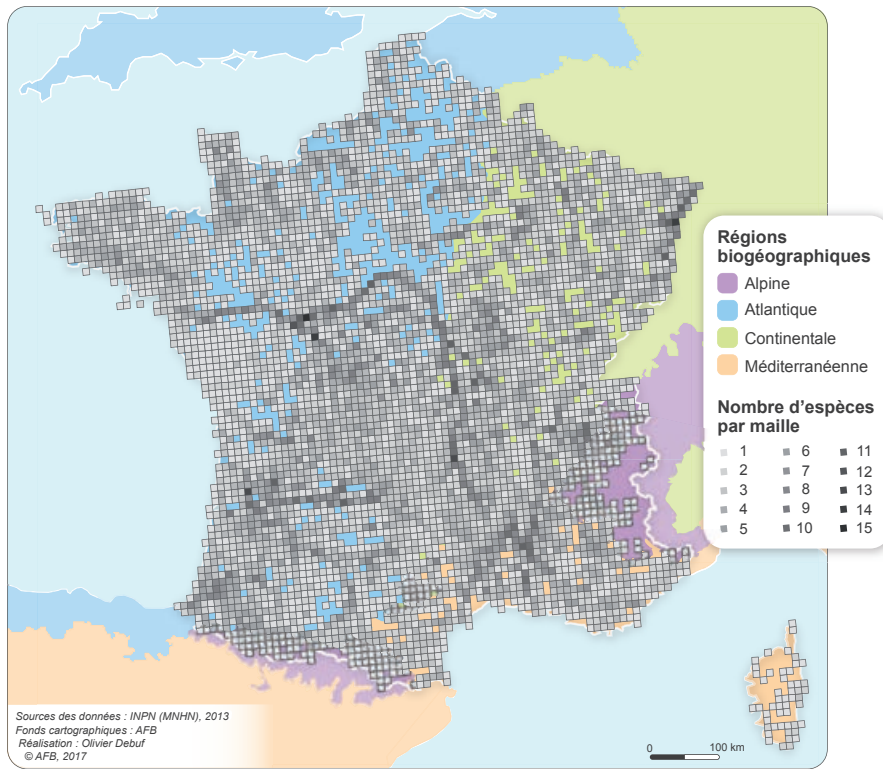 Régions
biogéographiques
Alpine
Atlantique
Continentale
Méditerranéenne
Nombre d’espèces
par maille
1 6 11
2 7 12
3 8 13
4 9 14
5 10 15
Sources des données : INPN (MNHN), 2013
Fonds cartographiques : AFB
Réalisation : Olivier Debuf
© AFB, 2017
0 100 km